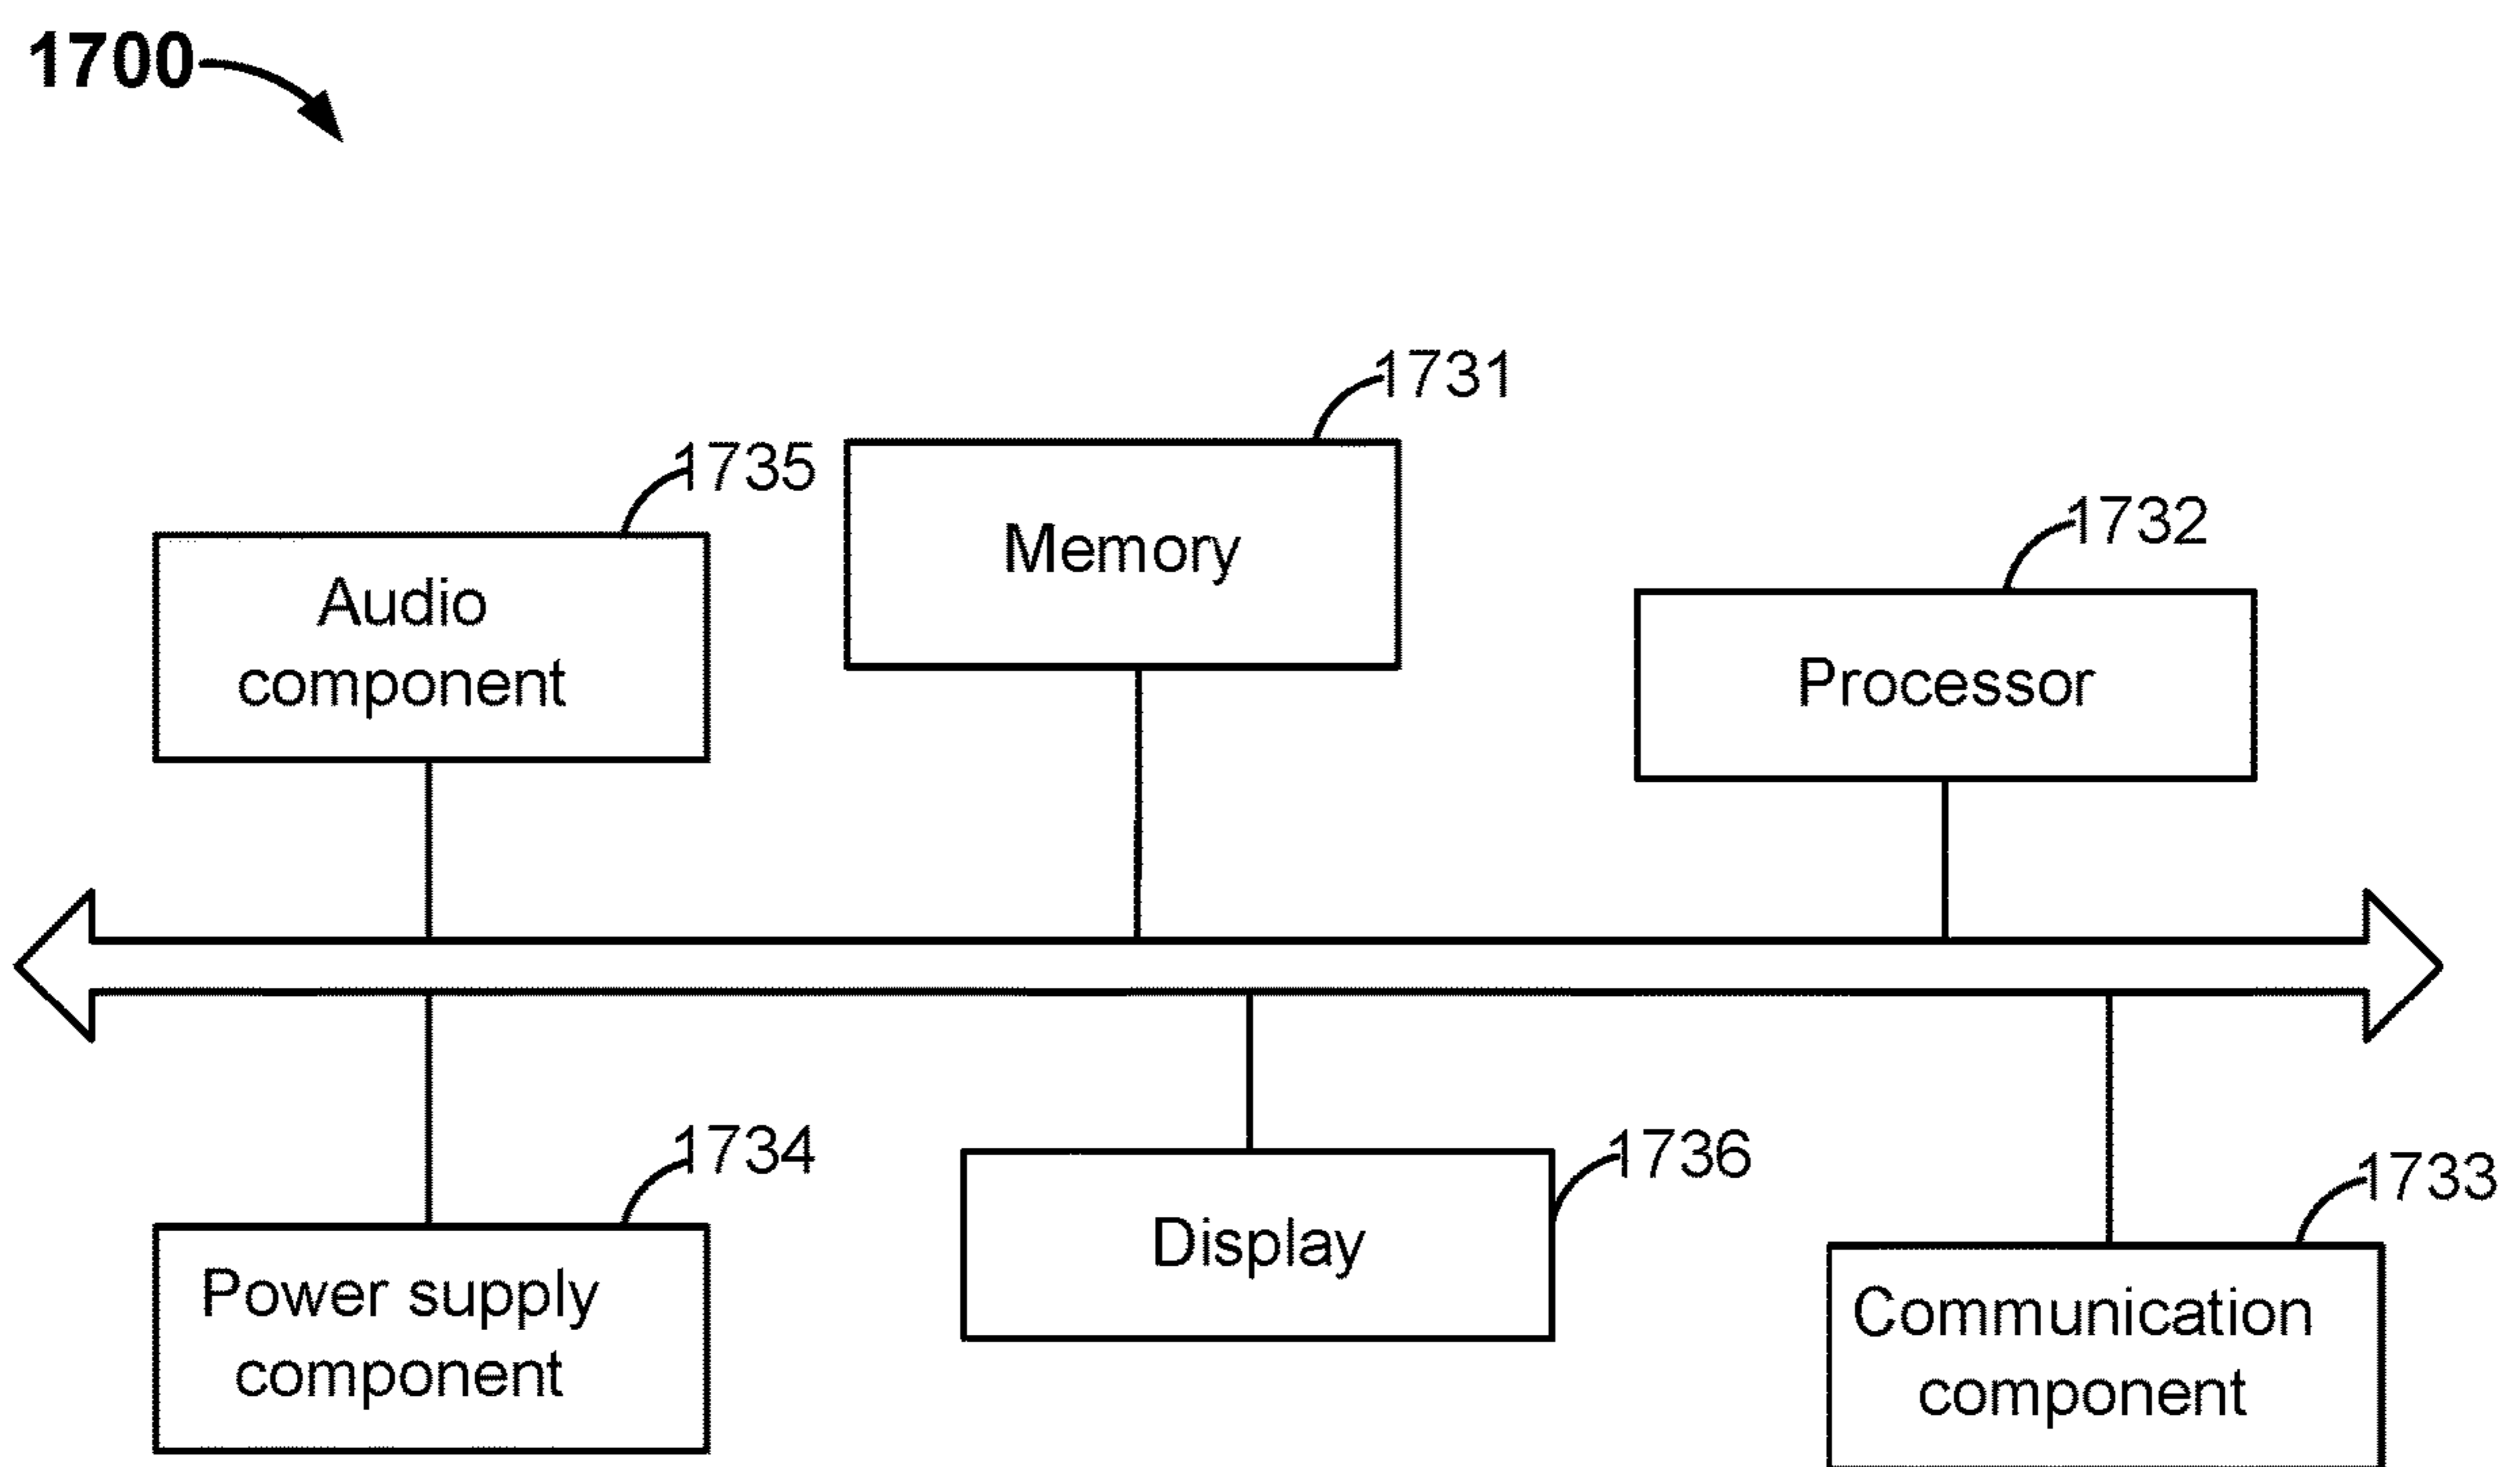 1700
1731
1735
Memory
1732
Audio
component
Processor
1734
1736
1733
Display
Power supply
component
Communication
component